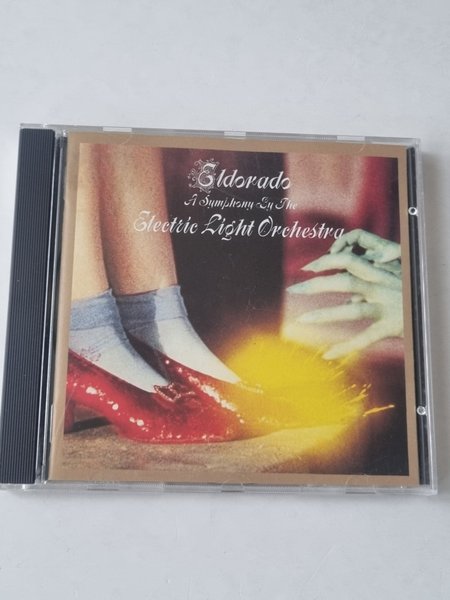 Eldorado
A Symphony By The
Electric Light Orchestra